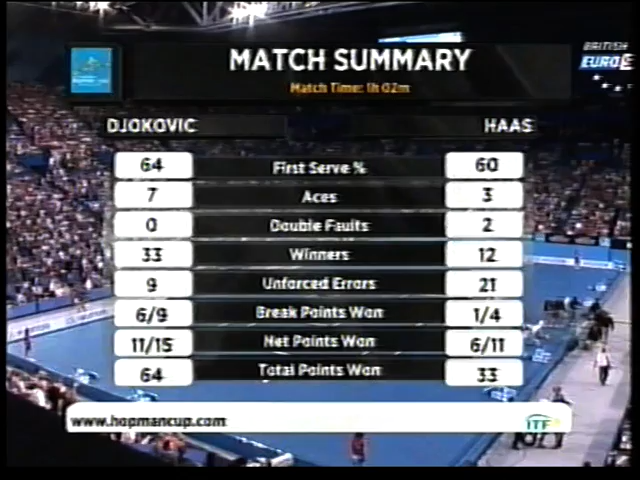 MATCH SUMMARY
BRITISH
EURO
Match Time: 1h 02m
DJOKOVIC HAAS
64 First Serve % 60
7 Aces 3
0 Double Faults 2
33 Winners 12
9 Unforced Errors 21
6/9 Break Points Won 1/4
11/15 Net Points Won 6/11
64 Total Points Won 33
www.hopmancup.com ITF